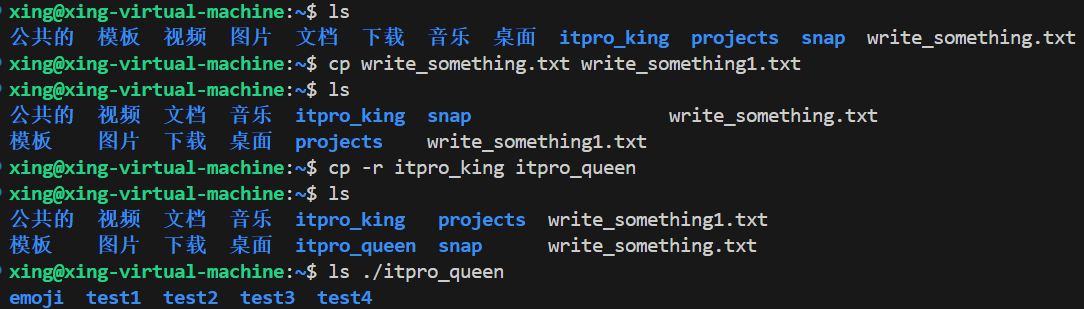 xing@xing-virtual-machine:~$ ls
公共的 模板 视频 图片 文档 下载 音乐 桌面 itpro_king projects snap write_something.txt
xing@xing-virtual-machine:~$ cp write_something.txt write_something1.txt
xing@xing-virtual-machine:~$ ls
公共的 视频 文档 音乐 itpro_king snap write_something.txt
模板 图片 下载 桌面 projects write_something1.txt
xing@xing-virtual-machine:~$ cp -r itpro_king itpro_queen
xing@xing-virtual-machine:~$ ls
公共的 视频 文档 音乐 itpro_king projects write_something1.txt
模板 图片 下载 桌面 itpro_queen snap write_something.txt
xing@xing-virtual-machine:~$ ls ./itpro_queen
emoji test1 test2 test3 test4